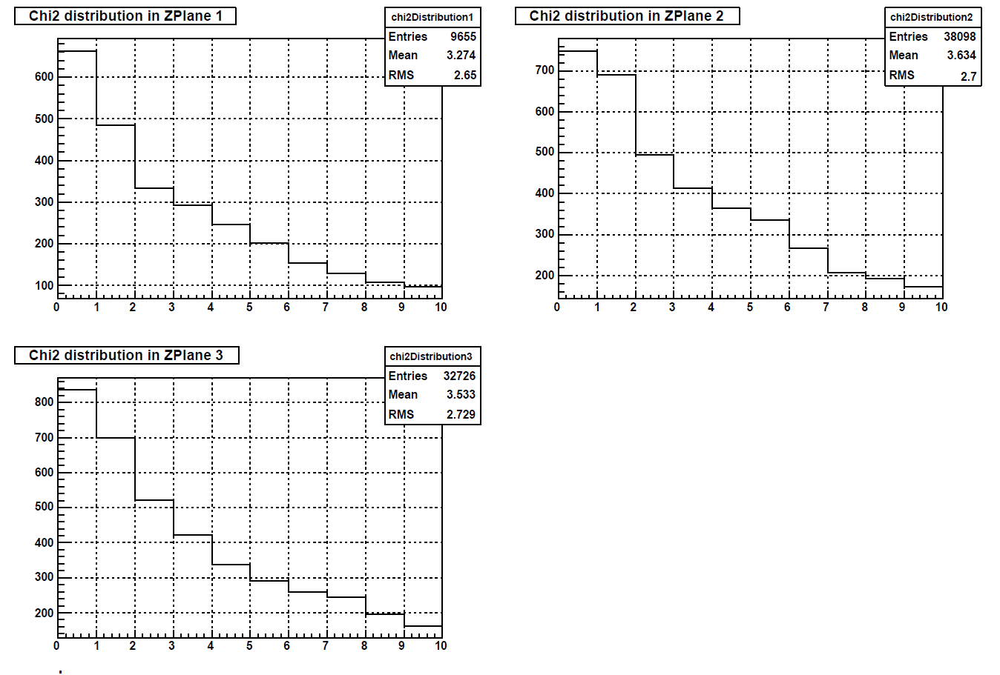 Chi2 distribution in ZPlane 1
chi2Distribution1
Entries 9655
Mean 3.274
RMS 2.65
600
500
400
300
200
100
0 1 2 3 4 5 6 7 8 9 10
Chi2 distribution in ZPlane 2
chi2Distribution2
Entries 38098
Mean 3.634
RMS 2.7
700
600
500
400
300
200
0 1 2 3 4 5 6 7 8 9 10
Chi2 distribution in ZPlane 3
chi2Distribution3
Entries 32726
Mean 3.533
RMS 2.729
800
700
600
500
400
300
200
0 1 2 3 4 5 6 7 8 9 10